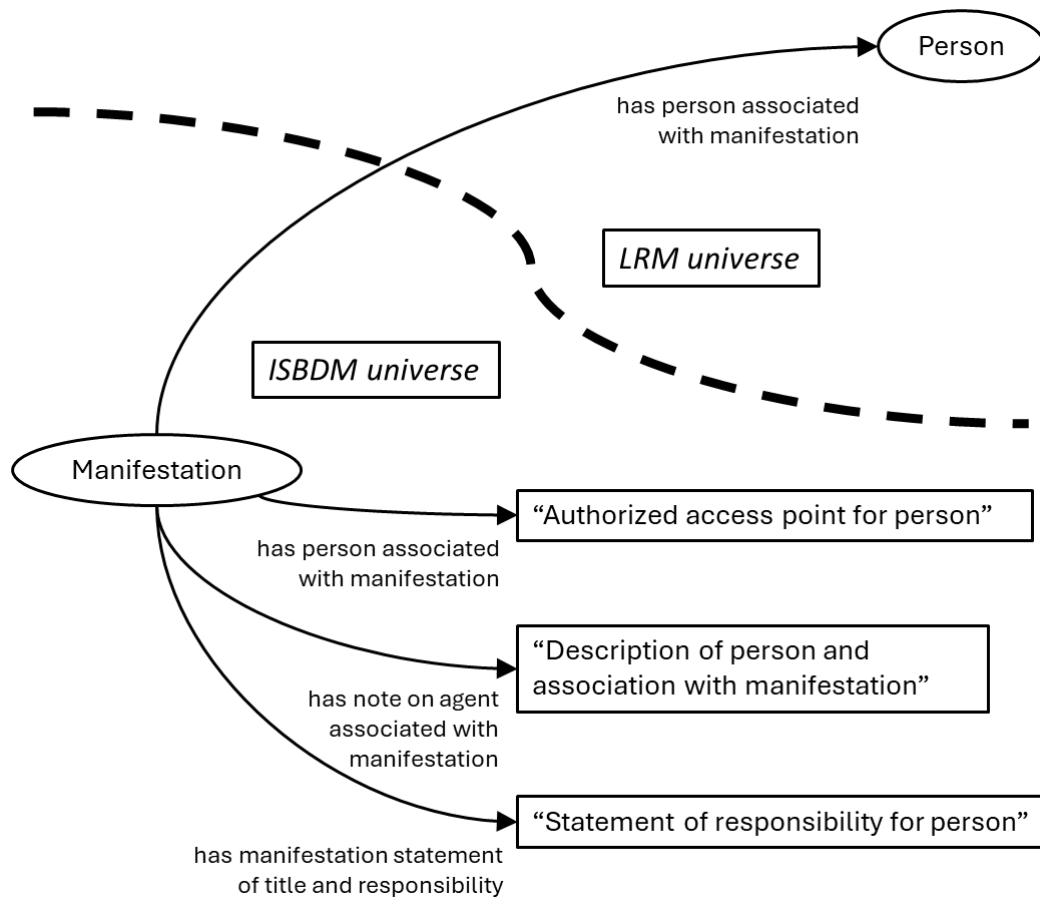 Person
has person associated
with manifestation
LRM universe
ISBDM universe
Manifestation
“Authorized access point for person”
has person associated
with manifestation
“Description of person and
association with manifestation”
has note on agent
associated with
manifestation
“Statement of responsibility for person”
has manifestation statement
of title and responsibility